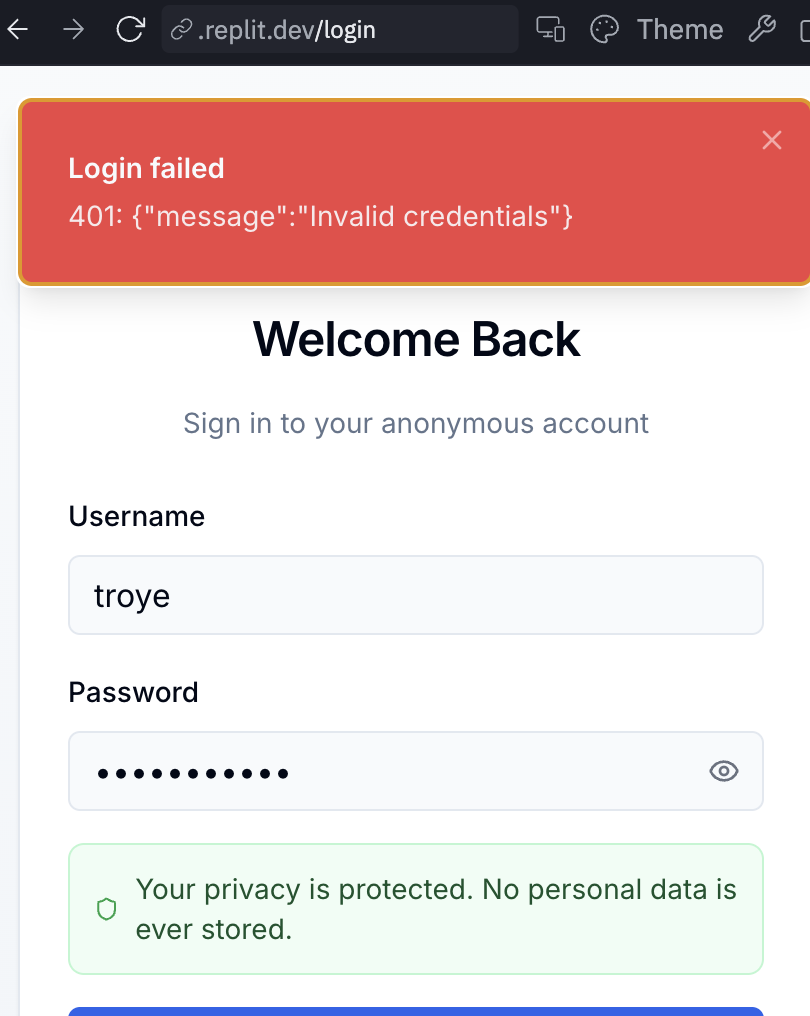 .replit.dev/login
Theme
Login failed
401: {"message":"Invalid credentials"}
Welcome Back
Sign in to your anonymous account
Username
troye
Password
•••••••••••
Your privacy is protected. No personal data is
ever stored.